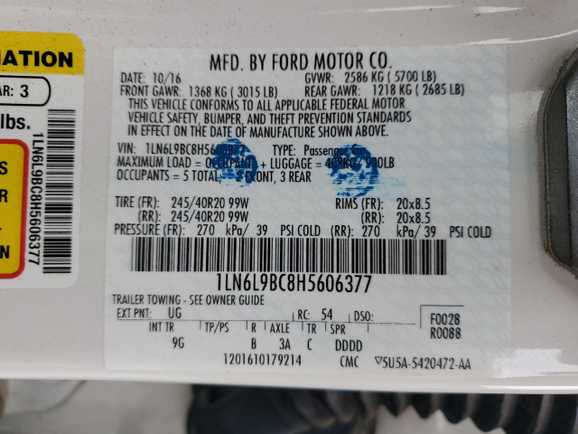 MATION
AR: 3
lbs.
1LN6L9BC8H5606377
MFD. BY FORD MOTOR CO.
DATE: 10/16 GVWR: 2586 KG ( 5700 LB)
FRONT GAWR: 1368 KG ( 3015 LB) REAR GAWR: 1218 KG ( 2685 LB)
THIS VEHICLE CONFORMS TO ALL APPLICABLE FEDERAL MOTOR
VEHICLE SAFETY, BUMPER, AND THEFT PREVENTION STANDARDS
IN EFFECT ON THE DATE OF MANUFACTURE SHOWN ABOVE.
VIN: 1LN6L9BC8H5606377 TYPE: Passenger
MAXIMUM LOAD = OCCUPANTS + LUGGAGE =
OCCUPANTS = 5 TOTAL, FRONT, 3 REAR
TIRE (FR): 245/40R20 99W RIMS (FR): 20x8.5
(RR): 245/40R20 99W (RR): 20x8.5
PRESSURE (FR): 270 kPa/ 39 PSI COLD (RR): 270 kPa/ 39 PSI COLD
1LN6L9BC8H5606377
TRAILER TOWING - SEE OWNER GUIDE
EXT PNT: UG RC: 54 DSO: F0028
R0088
INT TR TP/PS R AXLE TR SPR
9G B 3A C DDDD
1201610179214 CMC 5U5A-5420472-AA